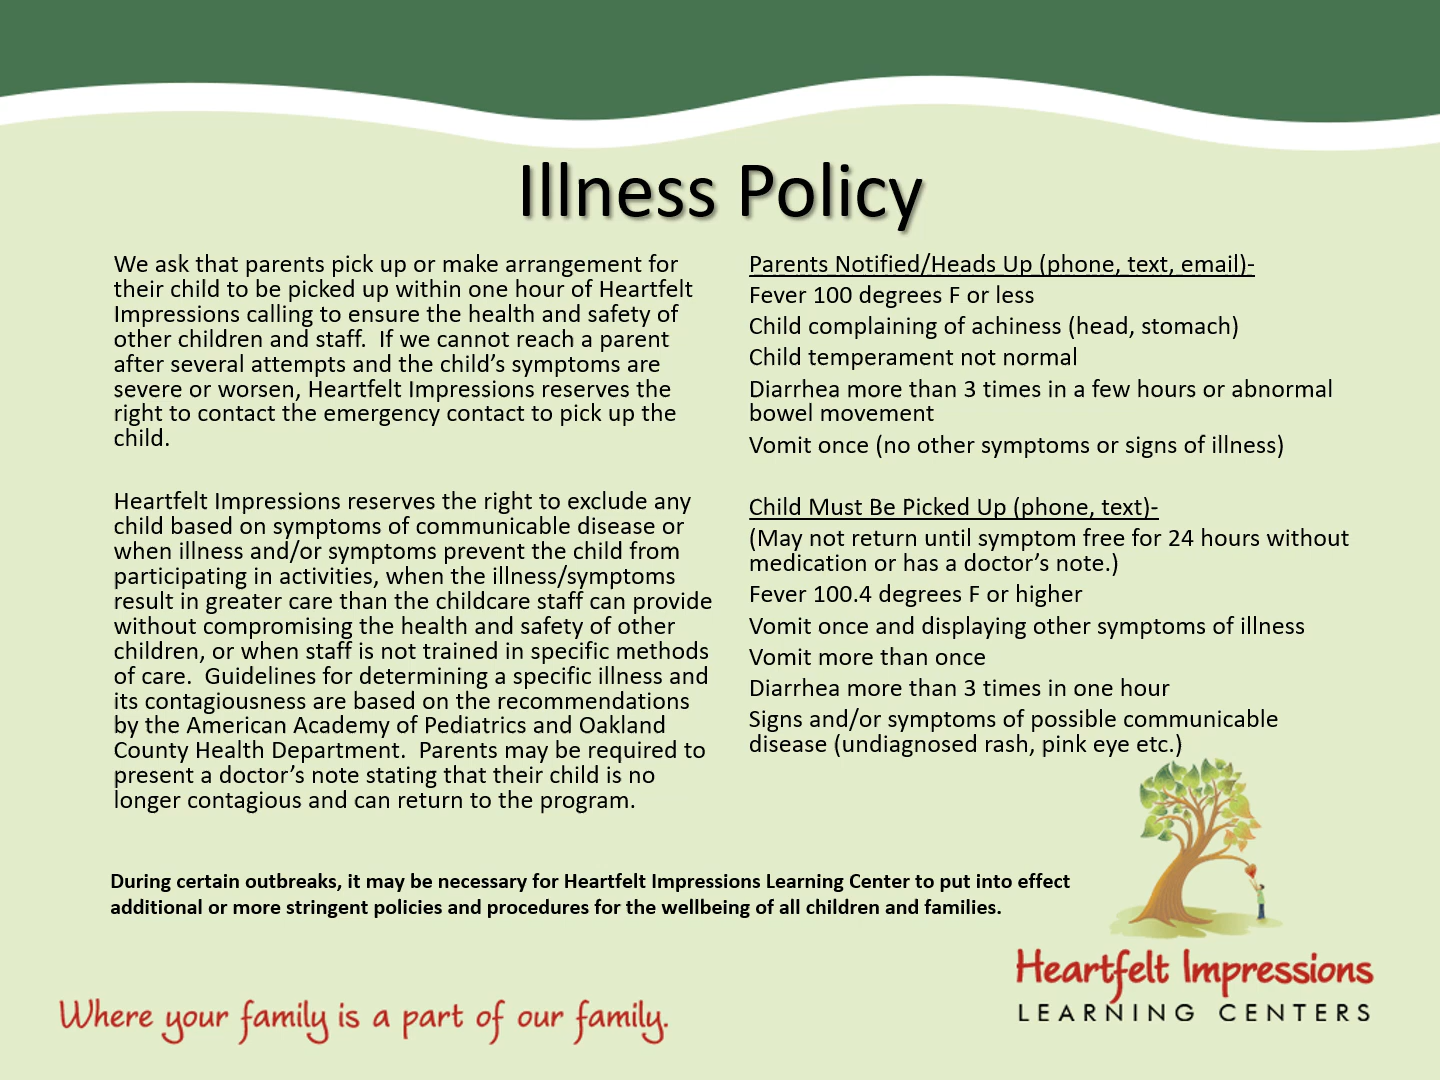 Illness Policy
We ask that parents pick up or make arrangement for
their child to be picked up within one hour of Heartfelt
Impressions calling to ensure the health and safety of
other children and staff.  If we cannot reach a parent
after several attempts and the child’s symptoms are
severe or worsen, Heartfelt Impressions reserves the
right to contact the emergency contact to pick up the
child.
Heartfelt Impressions reserves the right to exclude any
child based on symptoms of communicable disease or
when illness and/or symptoms prevent the child from
participating in activities, when the illness/symptoms
result in greater care than the childcare staff can provide
without compromising the health and safety of other
children, or when staff is not trained in specific methods
of care.  Guidelines for determining a specific illness and
its contagiousness are based on the recommendations
by the American Academy of Pediatrics and Oakland
County Health Department.  Parents may be required to
present a doctor’s note stating that their child is no
longer contagious and can return to the program.
Parents Notified/Heads Up (phone, text, email)-
Fever 100 degrees F or less
Child complaining of achiness (head, stomach)
Child temperament not normal
Diarrhea more than 3 times in a few hours or abnormal
bowel movement
Vomit once (no other symptoms or signs of illness)
Child Must Be Picked Up (phone, text)-
(May not return until symptom free for 24 hours without
medication or has a doctor’s note.)
Fever 100.4 degrees F or higher
Vomit once and displaying other symptoms of illness
Vomit more than once
Diarrhea more than 3 times in one hour
Signs and/or symptoms of possible communicable
disease (undiagnosed rash, pink eye etc.)
During certain outbreaks, it may be necessary for Heartfelt Impressions Learning Center to put into effect
additional or more stringent policies and procedures for the wellbeing of all children and families.
Where your family is a part of our family.
Heartfelt Impressions
LEARNING CENTERS